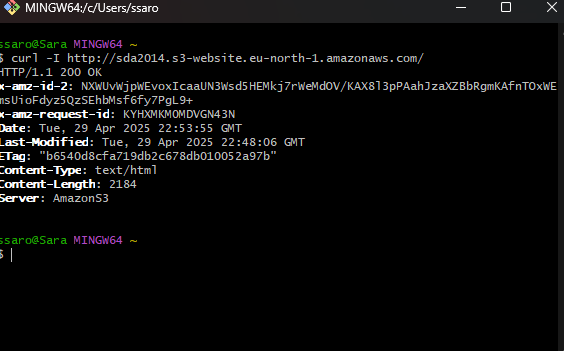 MINGW64:/c/Users/ssaro
ssaro@Sara MINGW64 ~
$ curl -I http://sda2014.s3-website.eu-north-1.amazonaws.com/
HTTP/1.1 200 OK
x-amz-id-2: NXWUvWjpWEvoxIcaaUN3Wsd5HEMkj7rWeMdOV/KAX8l3pPAahJzaXZBbRgmKAfnTOxWE
msUioFdyz5QzSEhbMsf6fy7PgL9+
x-amz-request-id: KYHXMKMOMDVGN43N
Date: Tue, 29 Apr 2025 22:53:55 GMT
Last-Modified: Tue, 29 Apr 2025 22:48:06 GMT
ETag: "b6540d8cfa719db2c678db010052a97b"
Content-Type: text/html
Content-Length: 2184
Server: AmazonS3
ssaro@Sara MINGW64 ~
$